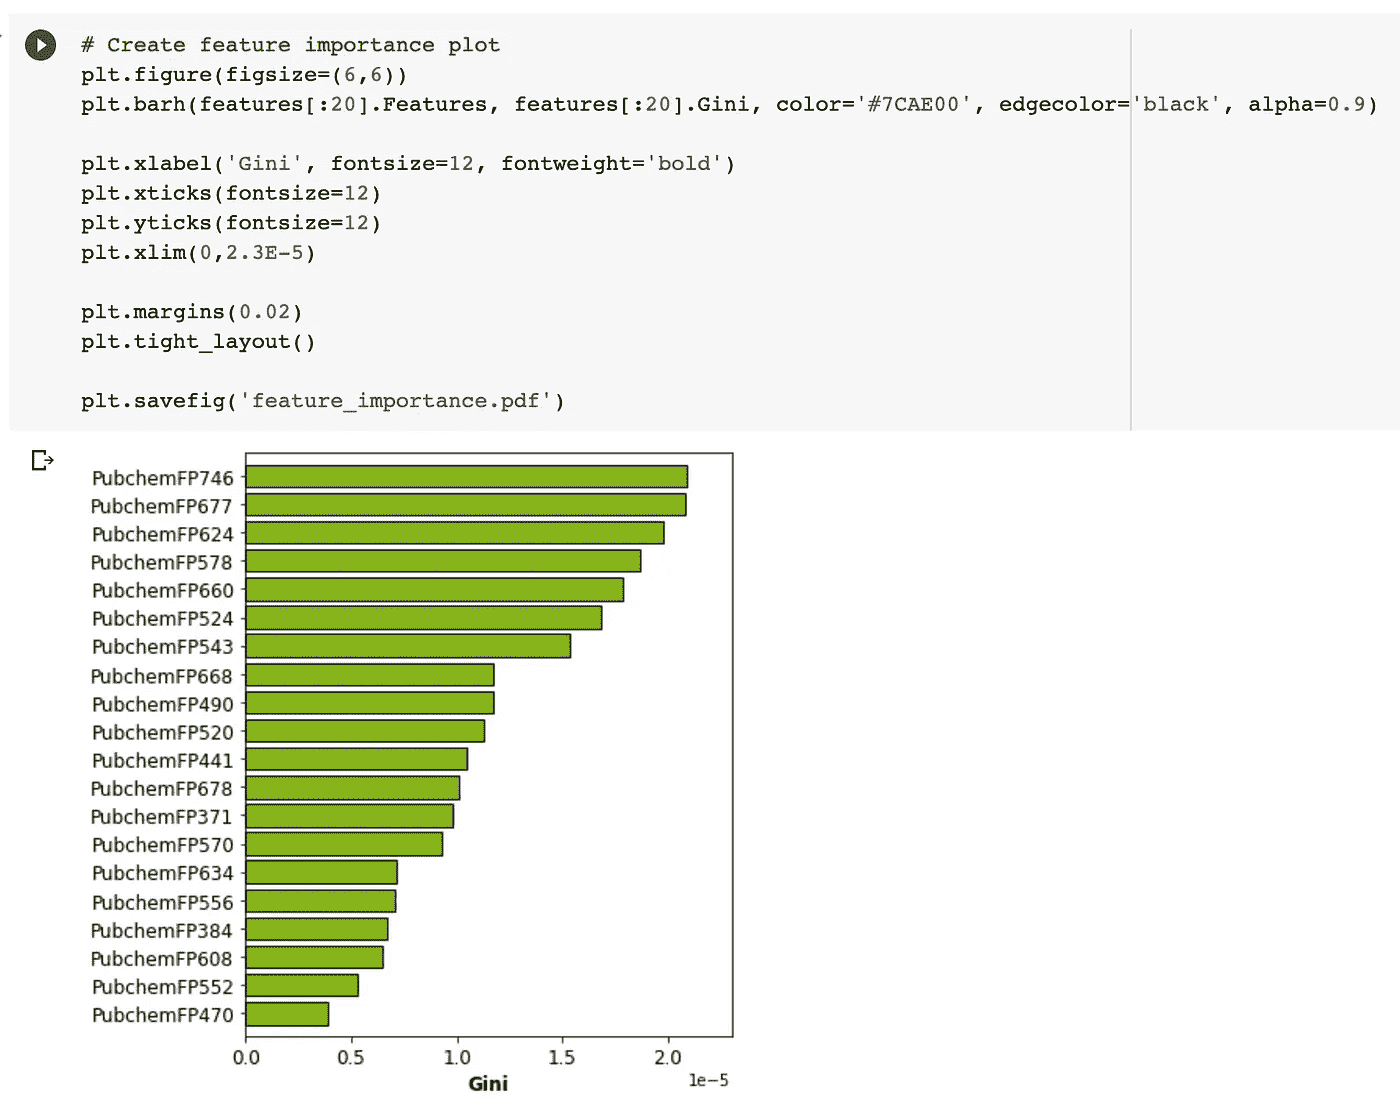 # Create feature importance plot
plt.figure(figsize=(6,6))
plt.barh(features[:20].Features, features[:20].Gini, color='#7CAE00', edgecolor='black', alpha=0.9)
plt.xlabel('Gini', fontsize=12, fontweight='bold')
plt.xticks(fontsize=12)
plt.yticks(fontsize=12)
plt.xlim(0,2.3E-5)
plt.margins(0.02)
plt.tight_layout()
plt.savefig('feature_importance.pdf')
PubchemFP746
PubchemFP677
PubchemFP624
PubchemFP578
PubchemFP660
PubchemFP524
PubchemFP543
PubchemFP668
PubchemFP490
PubchemFP520
PubchemFP441
PubchemFP678
PubchemFP371
PubchemFP570
PubchemFP634
PubchemFP556
PubchemFP384
PubchemFP608
PubchemFP552
PubchemFP470
0.0 0.5 1.0 1.5 2.0
1e−5
Gini